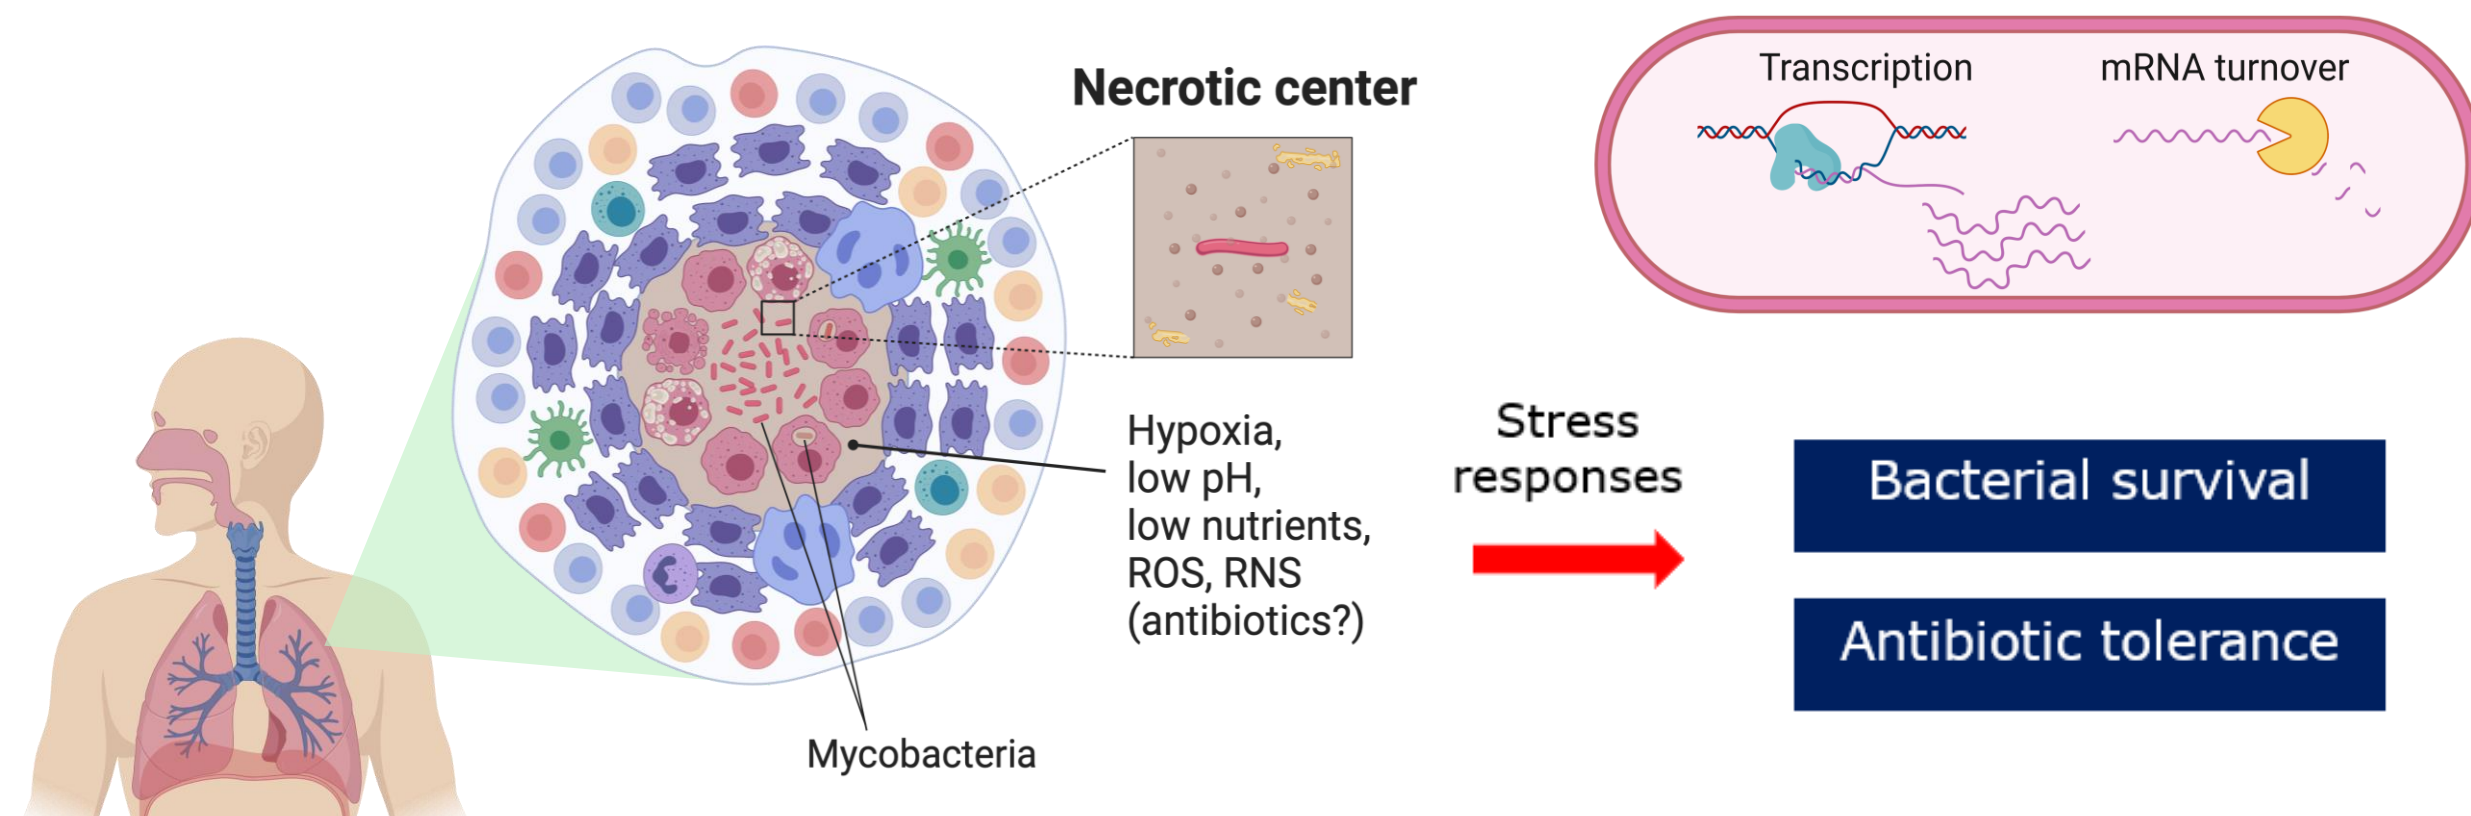 Necrotic center
Transcription
mRNA turnover
Hypoxia,
low pH,
low nutrients,
ROS, RNS
(antibiotics?)
Stress
responses
Bacterial survival
Antibiotic tolerance
Mycobacteria